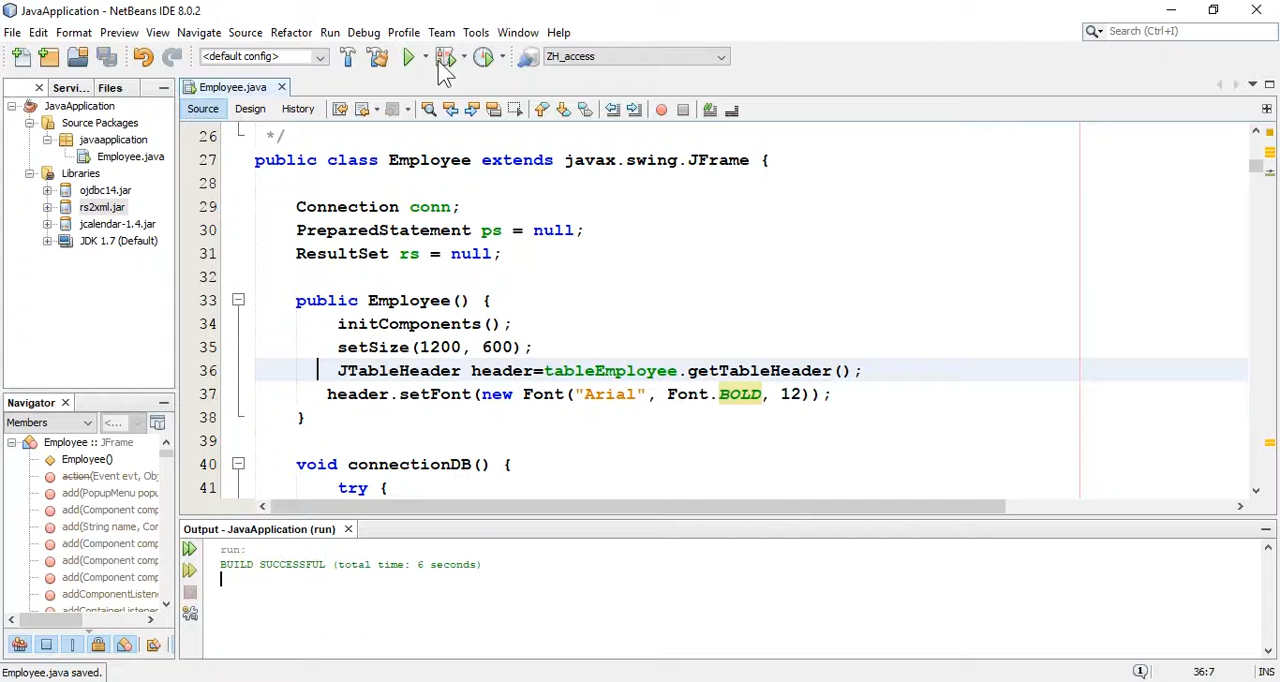 JavaApplication - NetBeans IDE 8.0.2
File Edit Format Preview View Navigate Source Refactor Run Debug Profile Team Tools Window Help
Search (Ctrl+I)
<default config>
ZH_access
Servi... Files
Employee.java
JavaApplication
Source Packages
javaapplication
Employee.java
Libraries
ojdbc14.jar
rs2xml.jar
jcalendar-1.4.jar
JDK 1.7 (Default)
Source Design History
26 */
27 public class Employee extends javax.swing.JFrame {
28
29 Connection conn;
30 PreparedStatement ps = null;
31 ResultSet rs = null;
32
33 public Employee() {
34 initComponents();
35 setSize(1200, 600);
36 JTableHeader header=tableEmployee.getTableHeader();
37 header.setFont(new Font("Arial", Font.BOLD, 12));
38 }
39
40 void connectionDB() {
41 try {
Navigator
Members
<...
Employee :: JFrame
Employee()
action(Event evt, Obj
add(PopupMenu popu
add(Component comp
add(String name, Cor
add(Component comp
add(Component comp
add(Component comp
addComponentListene
addContainerListener
Output - JavaApplication (run)
run:
BUILD SUCCESSFUL (total time: 6 seconds)
Employee.java saved.
1
36:7
INS